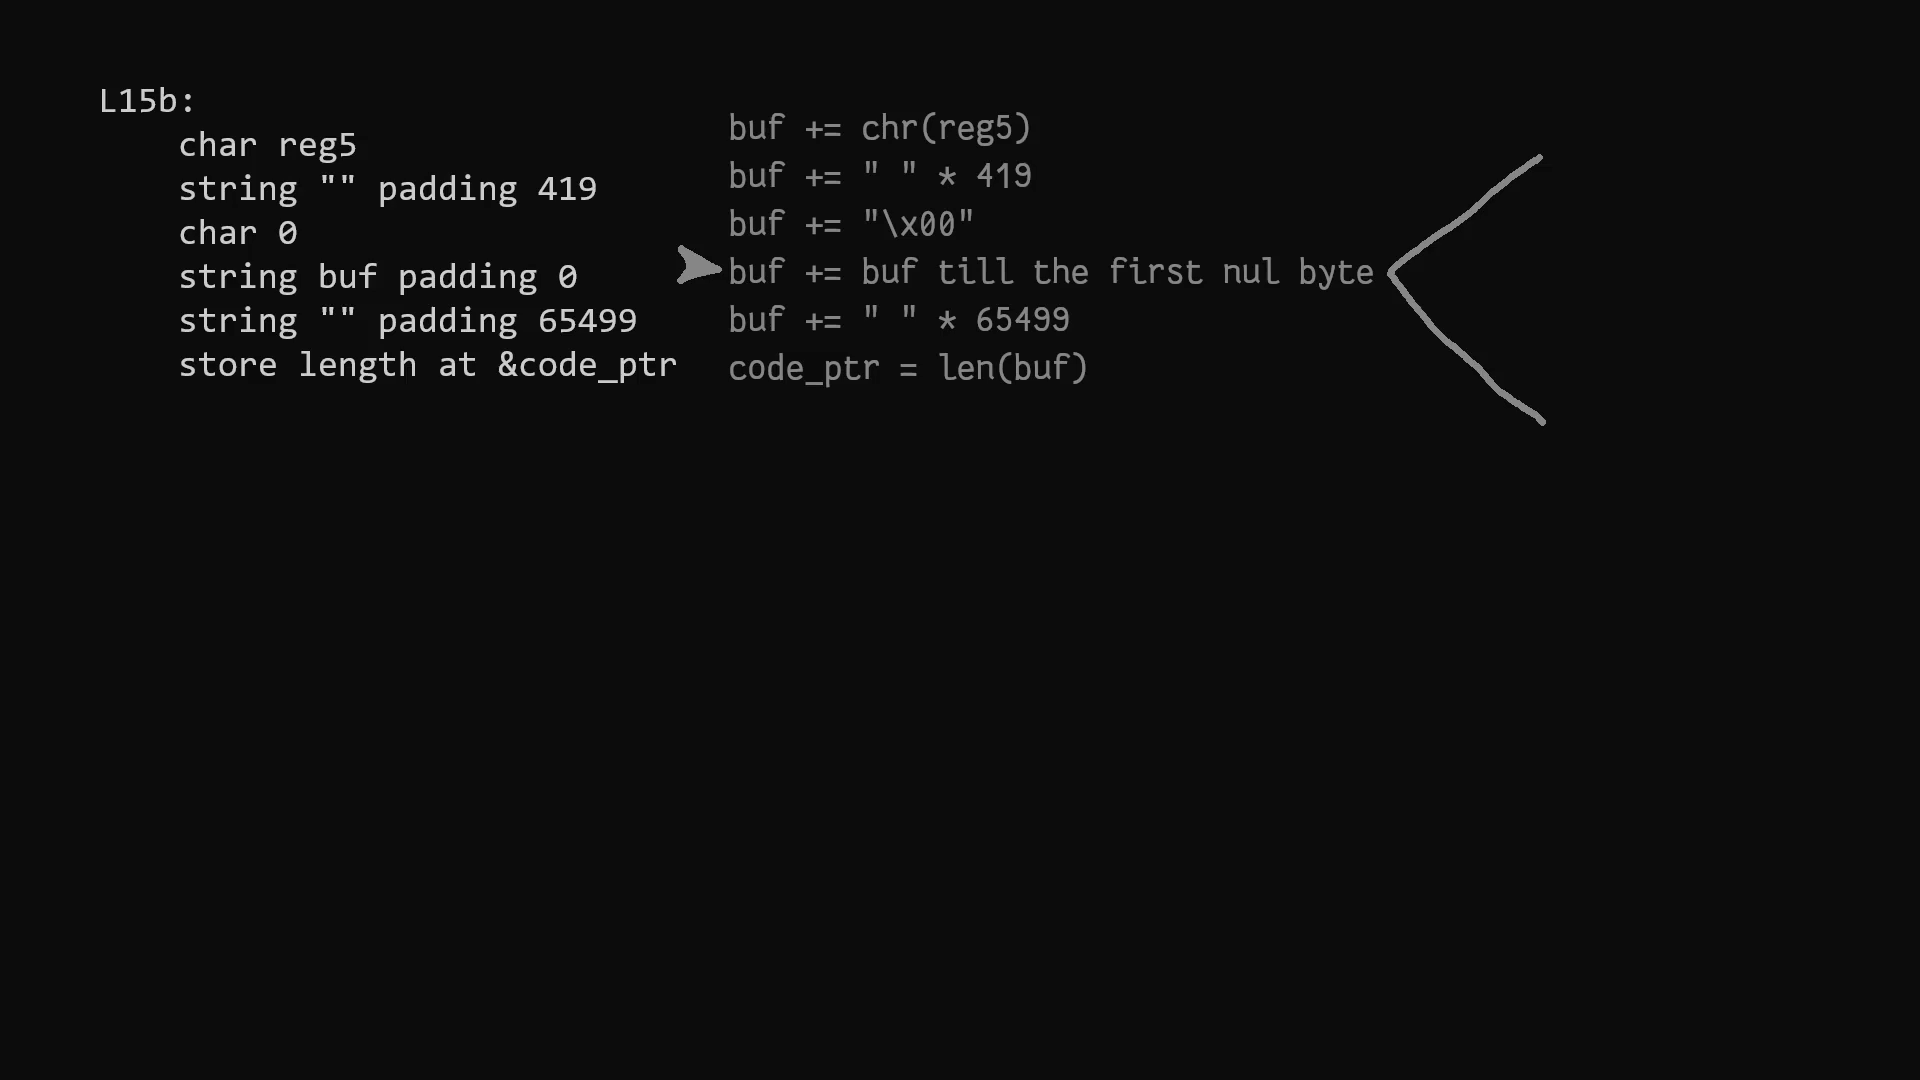 L15b:
char reg5
string "" padding 419
char 0
string buf padding 0
string "" padding 65499
store length at &code_ptr
buf += chr(reg5)
buf += " " * 419
buf += "\x00"
buf += buf till the first nul byte
buf += " " * 65499
code_ptr = len(buf)